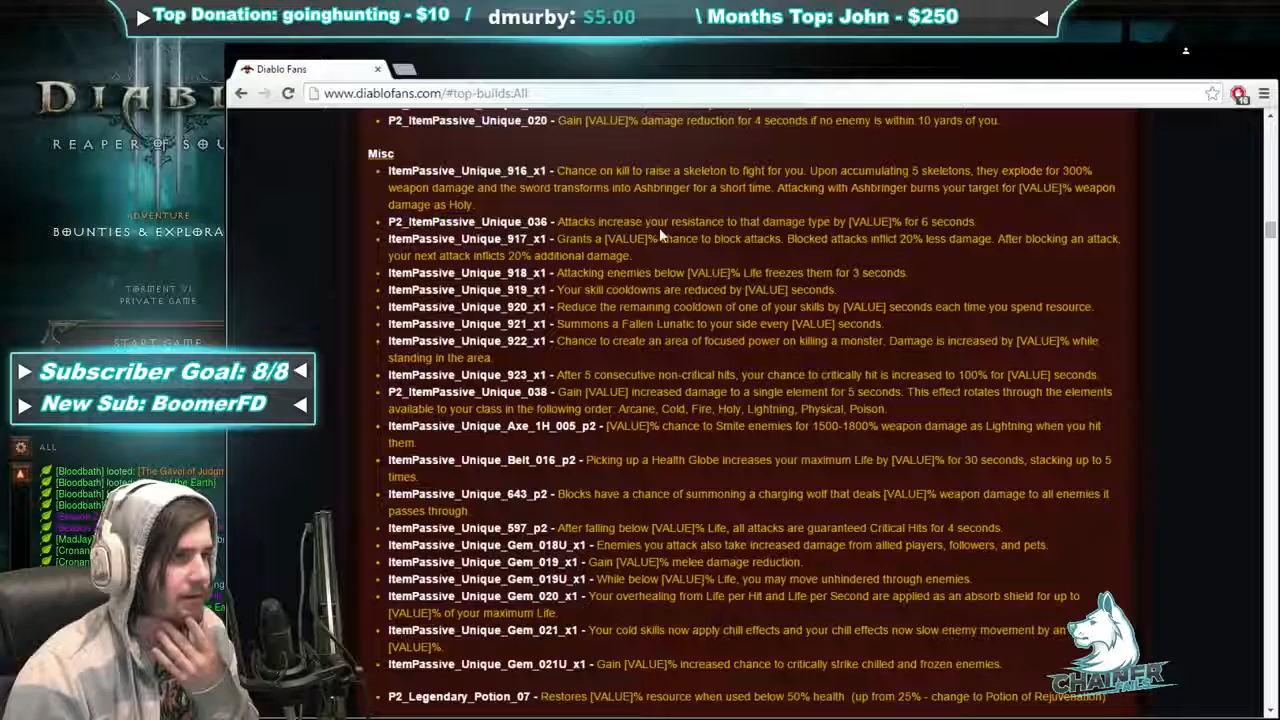 Top Donation: goinghunting - $10 / dmurby: $5.00 \ Months Top: John - $250
Diablo Fans
www.diablofans.com/#top-builds:All
DIABL
REAPER OF SOU
P2_ItemPassive_Unique_020 - Gain [VALUE]% damage reduction for 4 seconds if no enemy is within 10 yards of you.
Misc
ItemPassive_Unique_916_x1 - Chance on kill to raise a skeleton to fight for you. Upon accumulating 5 skeletons, they explode for 300%
weapon damage and the sword transforms into Ashbringer for a short time. Attacking with Ashbringer burns your target for [VALUE]% weapon
damage as Holy.
P2_ItemPassive_Unique_036 - Attacks increase your resistance to that damage type by [VALUE]% for 6 seconds.
ItemPassive_Unique_917_x1 - Grants a [VALUE]% chance to block attacks. Blocked attacks inflict 20% less damage. After blocking an attack,
your next attack inflicts 20% additional damage.
ItemPassive_Unique_918_x1 - Attacking enemies below [VALUE]% Life freezes them for 3 seconds.
ItemPassive_Unique_919_x1 - Your skill cooldowns are reduced by [VALUE] seconds.
ItemPassive_Unique_920_x1 - Reduce the remaining cooldown of one of your skills by [VALUE] seconds each time you spend resource.
ItemPassive_Unique_921_x1 - Summons a Fallen Lunatic to your side every [VALUE] seconds.
ItemPassive_Unique_922_x1 - Chance to create an area of focused power on killing a monster. Damage is increased by [VALUE]% while
standing in the area.
ItemPassive_Unique_923_x1 - After 5 consecutive non-critical hits, your chance to critically hit is increased to 100% for [VALUE] seconds.
P2_ItemPassive_Unique_038 - Gain [VALUE] increased damage to a single element for 5 seconds. This effect rotates through the elements
available to your class in the following order: Arcane, Cold, Fire, Holy, Lightning, Physical, Poison.
ItemPassive_Unique_Axe_1H_005_p2 - [VALUE]% chance to Smite enemies for 1500-1800% weapon damage as Lightning when you hit
them.
ItemPassive_Unique_Belt_016_p2 - Picking up a Health Globe increases your maximum Life by [VALUE]% for 30 seconds, stacking up to 5
times.
ItemPassive_Unique_643_p2 - Blocks have a chance of summoning a charging wolf that deals [VALUE]% weapon damage to all enemies it
passes through.
ItemPassive_Unique_597_p2 - After falling below [VALUE]% Life, all attacks are guaranteed Critical Hits for 4 seconds.
ItemPassive_Unique_Gem_018U_x1 - Enemies you attack also take increased damage from allied players, followers, and pets.
ItemPassive_Unique_Gem_019_x1 - Gain [VALUE]% melee damage reduction.
ItemPassive_Unique_Gem_019U_x1 - While below [VALUE]% Life, you may move unhindered through enemies.
ItemPassive_Unique_Gem_020_x1 - Your overhealing from Life per Hit and Life per Second are applied as an absorb shield for up to
[VALUE]% of your maximum Life.
ItemPassive_Unique_Gem_021_x1 - Your cold skills now apply chill effects and your chill effects now slow enemy movement by an
[VALUE]%.
ItemPassive_Unique_Gem_021U_x1 - Gain [VALUE]% increased chance to critically strike chilled and frozen enemies.
P2_Legendary_Potion_07 - Restores [VALUE]% resource when used below 50% health (up from 25% - change to Potion of Rejuvenation)
ADVENTURE
BOUNTIES & EXPLORA
TORMENT VI
PRIVATE GAME
START GAME
Subscriber Goal: 8/8
New Sub: BoomerFD
ALL
[Bloodbath] looted: [The Gavel of Judgm
[Bloodbath] looted: of the Earth]
[Bloodbath]
[MadJay]
[Cronan
[Cronan
CHAINER
FAILS